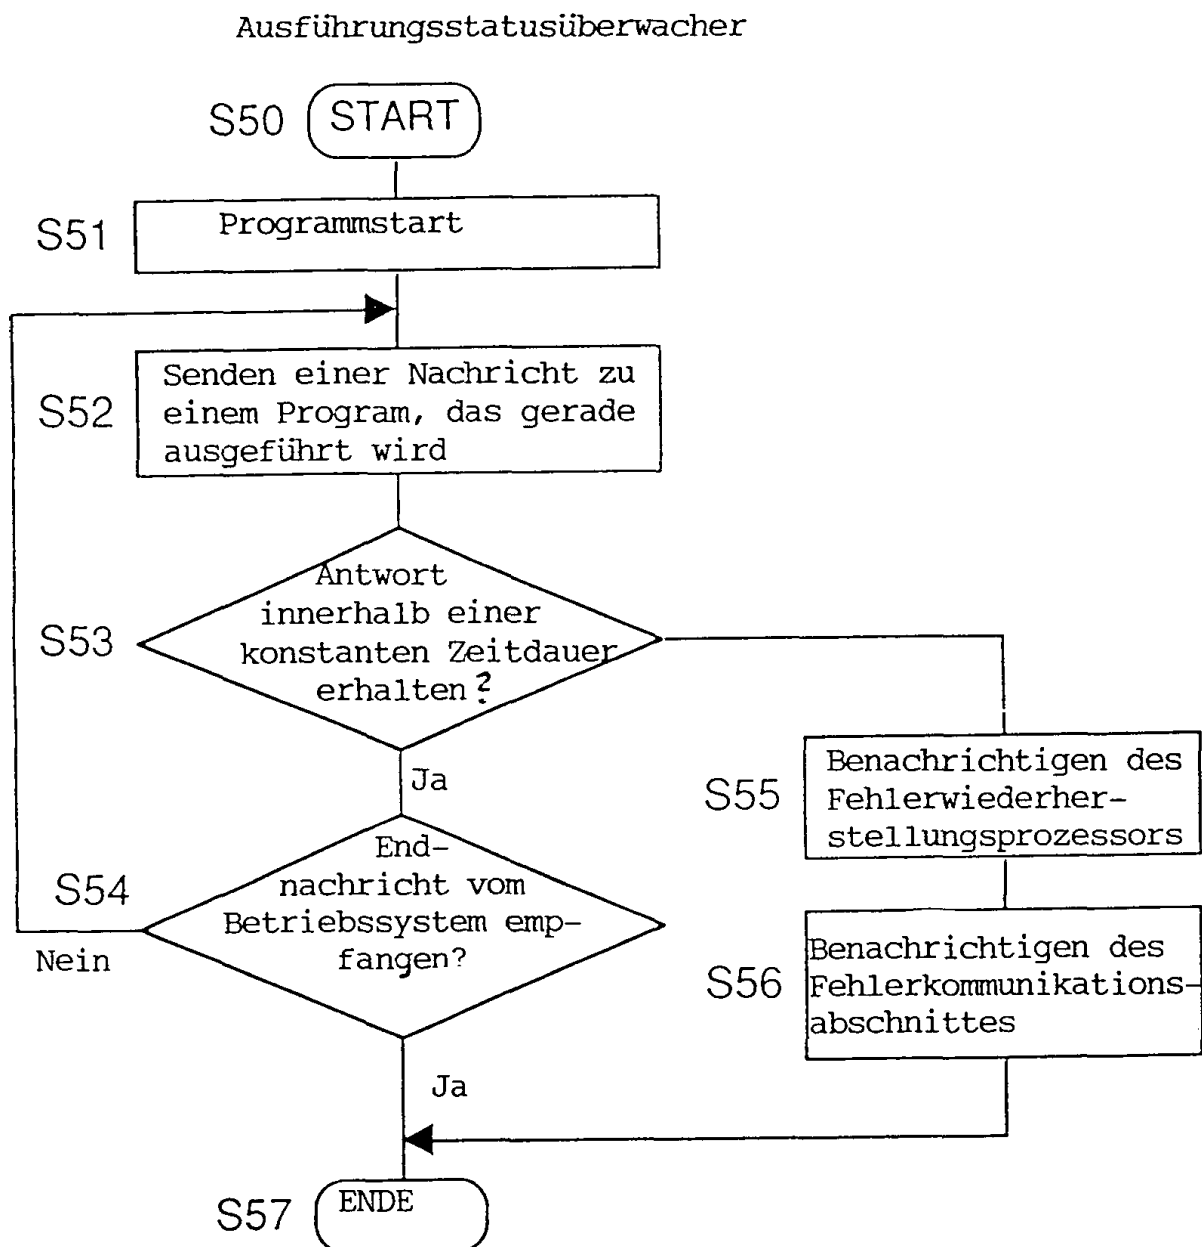 Ausführungsstatusüberwacher
S50 START
S51 Programmstart
S52
Senden einer Nachricht zu
einem Program, das gerade
ausgeführt wird
S53
Antwort
innerhalb einer
konstanten Zeitdauer
erhalten?
Ja
S54
End-
nachricht vom
Betriebssystem emp-
fangen?
Nein
Ja
S55
Benachrichtigen des
Fehlerwiederher-
stellungsprozessors
S56
Benachrichtigen des
Fehlerkommunikations-
abschnittes
S57 ENDE